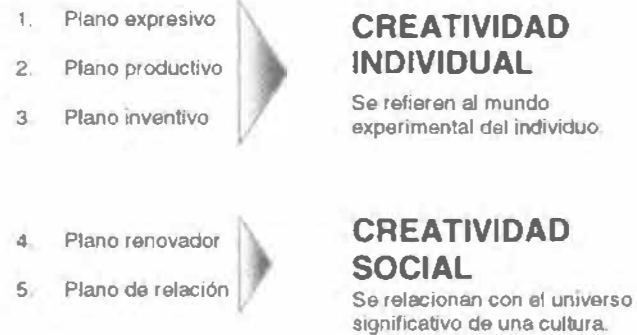 1. Plano expresivo
2. Plano productivo
3. Plano inventivo
CREATIVIDAD
INDIVIDUAL
Se refieren al mundo
experimental del individuo.
4. Plano renovador
5. Plano de relación
CREATIVIDAD
SOCIAL
Se relacionan con el universo
significativo de una cultura.